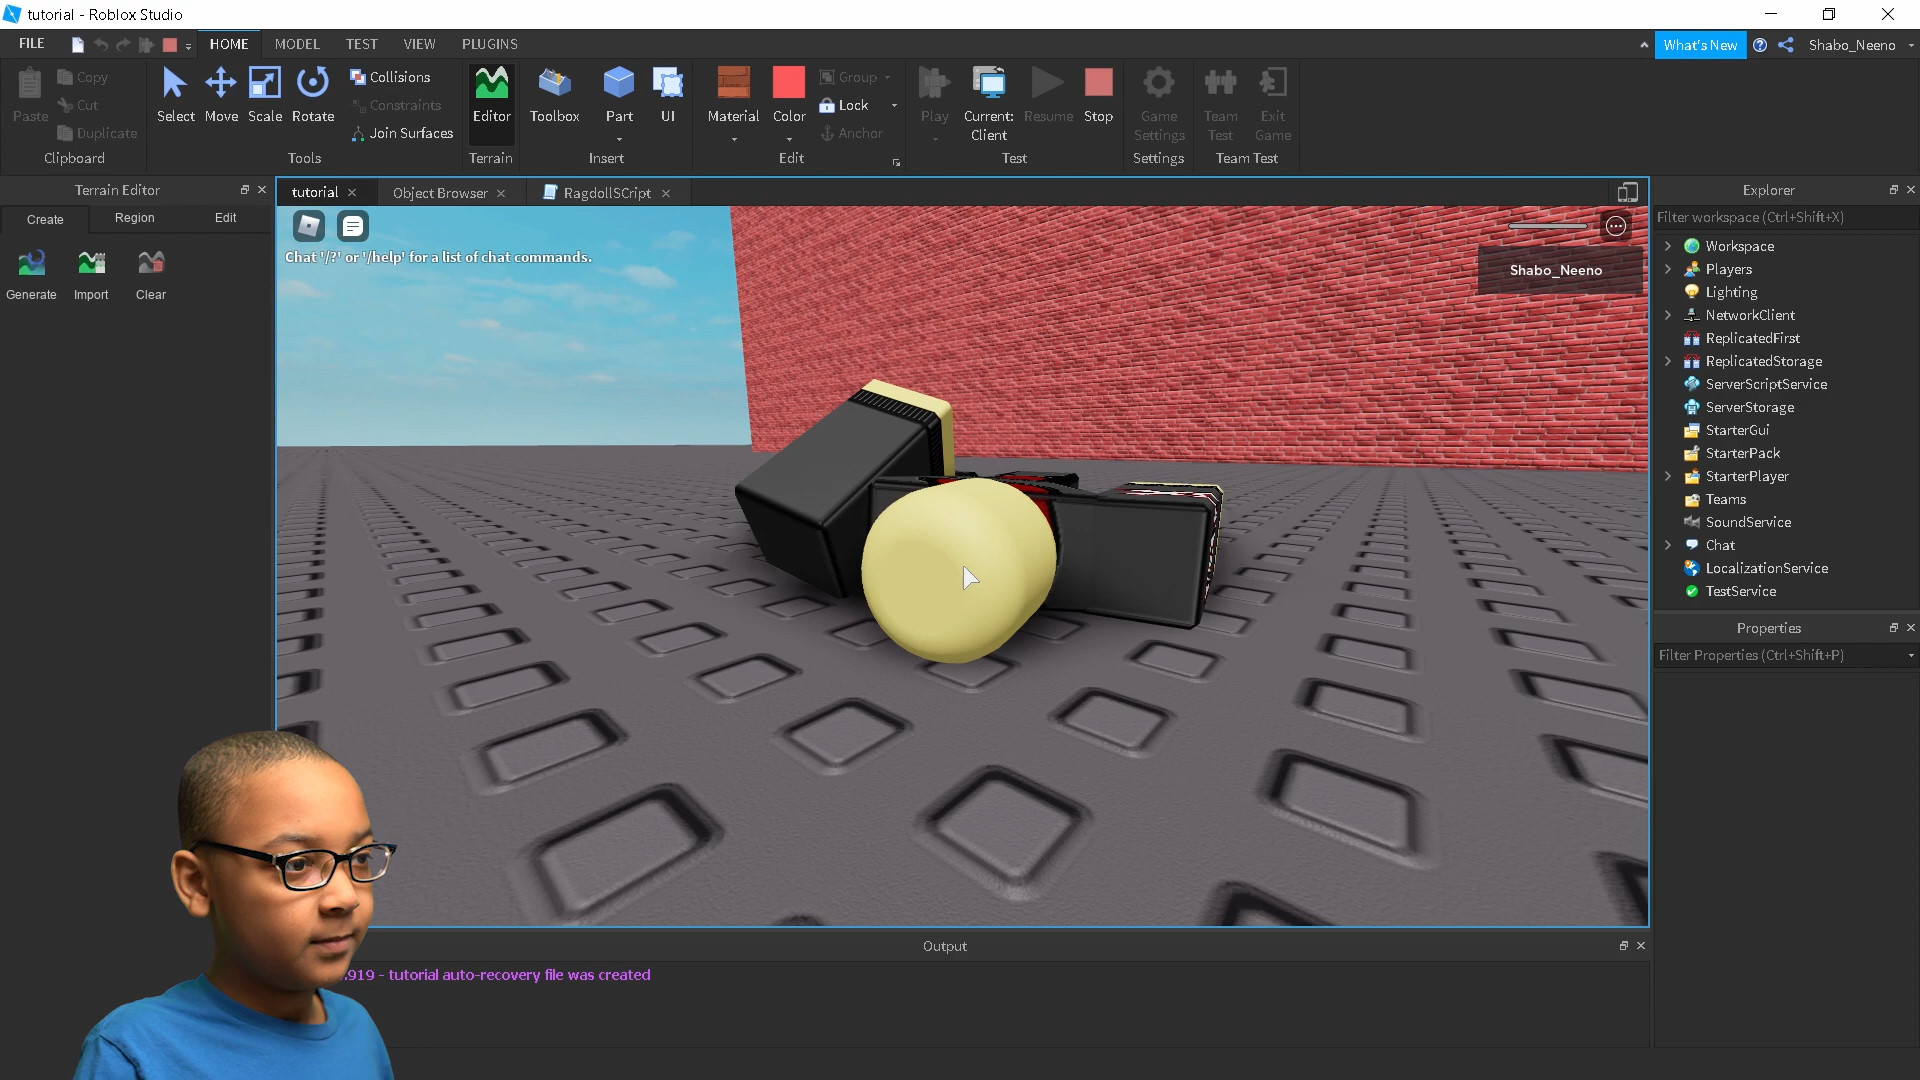 tutorial - Roblox Studio
FILE HOME MODEL TEST VIEW PLUGINS What's New Shabo_Neeno
Paste Copy Cut Duplicate
Clipboard
Select Move Scale Rotate
Collisions
Constraints
Join Surfaces
Tools
Editor
Terrain
Toolbox Part UI
Insert
Material Color
Group
Lock
Anchor
Edit
Play Current: Client Resume Stop
Test
Game Settings
Settings
Team Test Exit Game
Team Test
Terrain Editor
Create Region Edit
Generate Import Clear
tutorial Object Browser RagdollSCript
Chat '/?' or '/help' for a list of chat commands.
Shabo_Neeno
Explorer
Filter workspace (Ctrl+Shift+X)
Workspace
Players
Lighting
NetworkClient
ReplicatedFirst
ReplicatedStorage
ServerScriptService
ServerStorage
StarterGui
StarterPack
StarterPlayer
Teams
SoundService
Chat
LocalizationService
TestService
Properties
Filter Properties (Ctrl+Shift+P)
Output
.919 - tutorial auto-recovery file was created